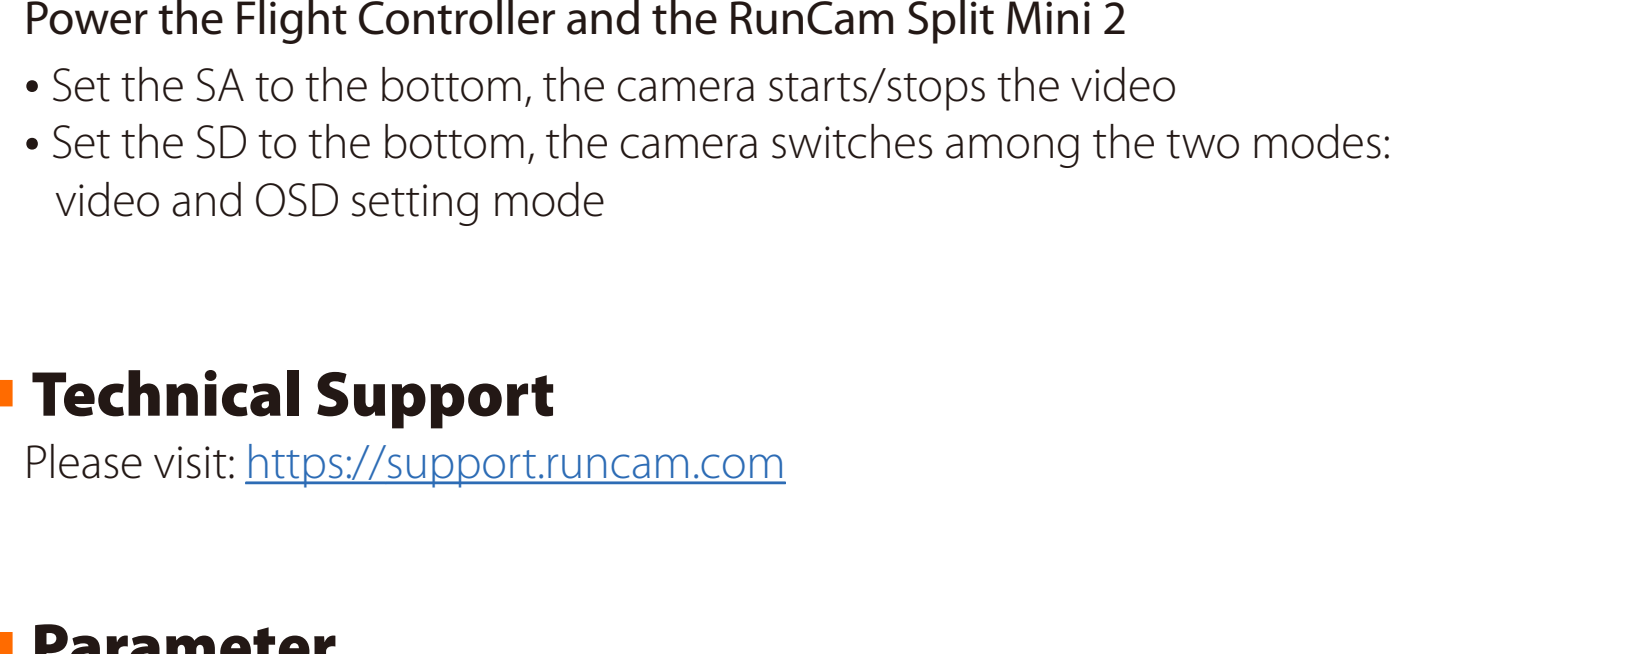 Power the Flight Controller and the RunCam Split Mini 2
• Set the SA to the bottom, the camera starts/stops the video
• Set the SD to the bottom, the camera switches among the two modes:
video and OSD setting mode
Technical Support
Please visit: https://support.runcam.com
Parameter